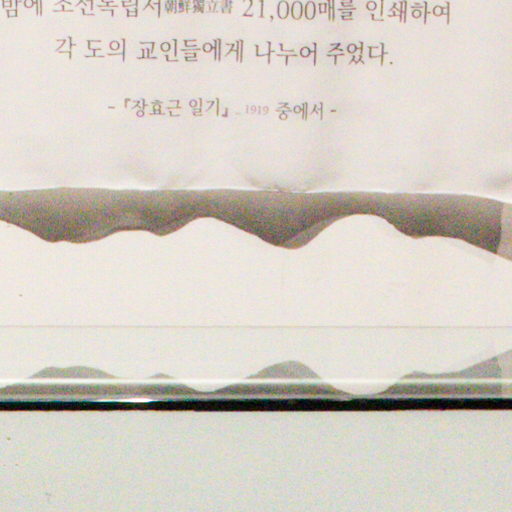 밤에 조선독립서朝鮮獨立書 21,000매를 인쇄하여
각 도의 교인들에게 나누어 주었다.
- 『장효근 일기』, 1919 중에서 -